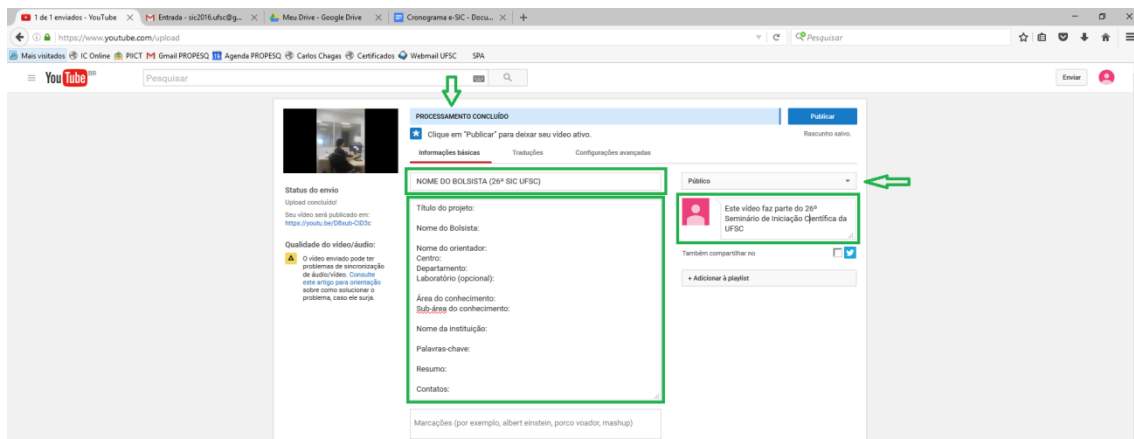 1 de 1 enviados - YouTube
Entrada - sic2016.ufsc@g...
Meu Drive - Google Drive
Cronograma e-SIC - Docu...
https://www.youtube.com/upload
Pesquisar
Mais visitados IC Online PIICT Gmail PROPESQ Agenda PROPESQ Carlos Chagas Certificados Webmail UFSC SPA
YouTube BR
Pesquisar
Enviar
PROCESSAMENTO CONCLUÍDO
Publicar
Clique em "Publicar" para deixar seu vídeo ativo.
Rascunho salvo.
Informações básicas Traduções Configurações avançadas
NOME DO BOLSISTA (26º SIC UFSC)
Público
Status do envio
Upload concluído!
Seu vídeo será publicado em:
Qualidade do vídeo/áudio:
O vídeo enviado pode ter
problemas de sincronização
de áudio/vídeo. Consulte
este artigo para orientação
sobre como solucionar o
problema, caso ele surja.
Título do projeto:
Nome do Bolsista:
Nome do orientador:
Centro:
Departamento:
Laboratório (opcional):
Área do conhecimento:
Sub-área do conhecimento:
Nome da instituição:
Palavras-chave:
Resumo:
Contatos:
Este vídeo faz parte do 26º
Seminário de Iniciação Científica da
UFSC
Também compartilhar no
+ Adicionar à playlist
Marcações (por exemplo, albert einstein, porco voador, mashup)